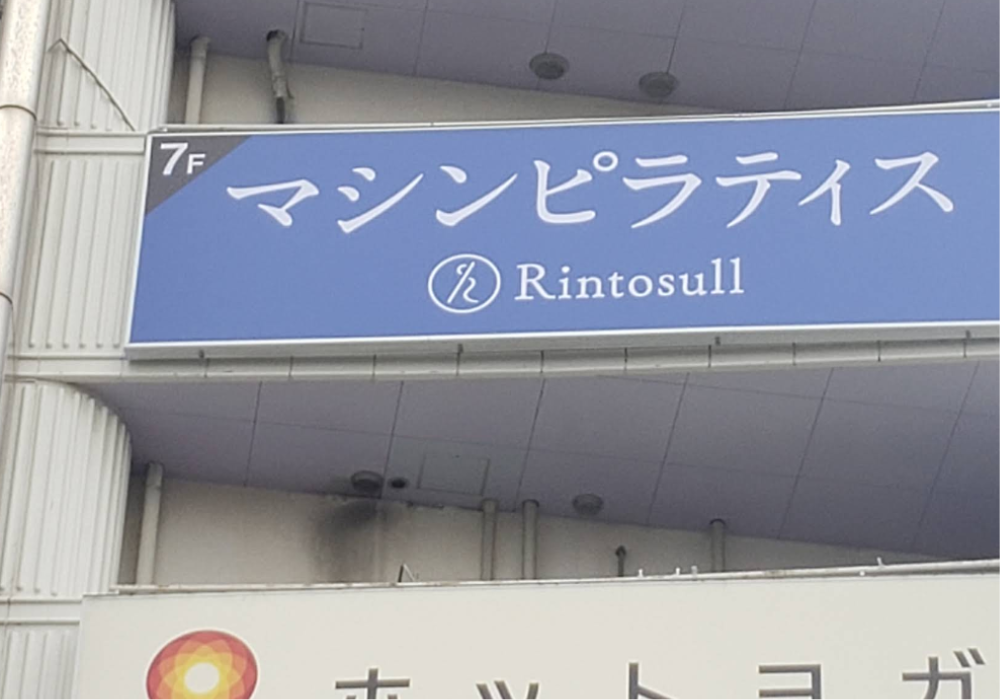 7F
マシンピラティス
Rintosull
ホットヨガ